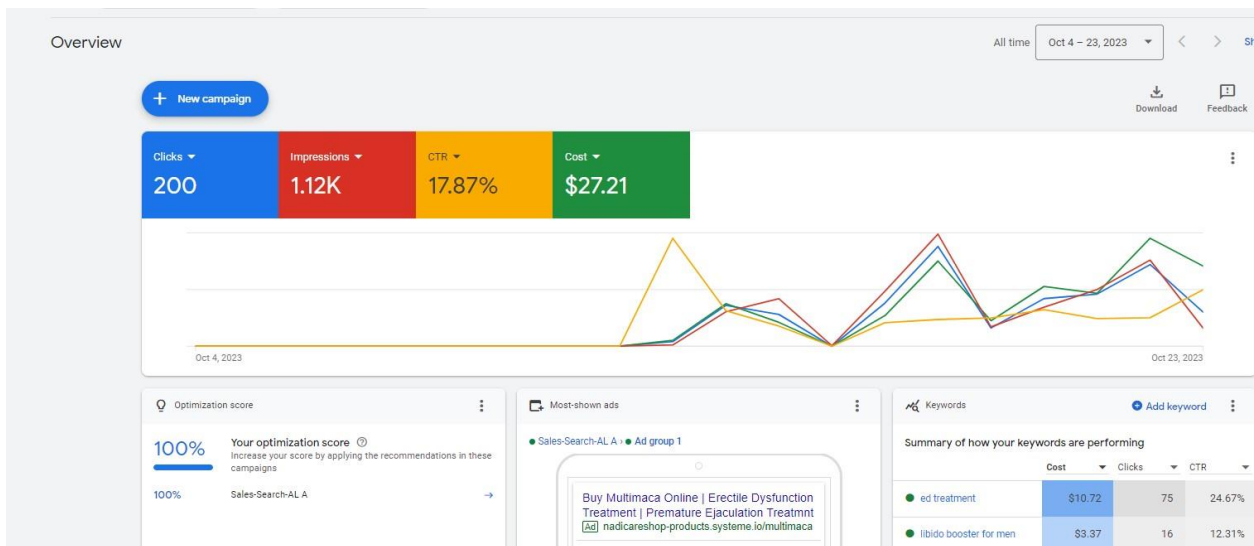 Overview
All time
Oct 4 – 23, 2023
New campaign
Download
Feedback
Clicks
Impressions
CTR
Cost
200
1.12K
17.87%
$27.21
Oct 4, 2023
Oct 23, 2023
Optimization score
100%
Your optimization score
Increase your score by applying the recommendations in these
campaigns
100% Sales-Search-AL A
Most-shown ads
Sales-Search-AL A › Ad group 1
Buy Multimaca Online | Erectile Dysfunction
Treatment | Premature Ejaculation Treatmnt
Ad nadicareshop-products.systeme.io/multimaca
Keywords
Add keyword
Summary of how your keywords are performing
Cost Clicks CTR
ed treatment $10.72 75 24.67%
libido booster for men $3.37 16 12.31%